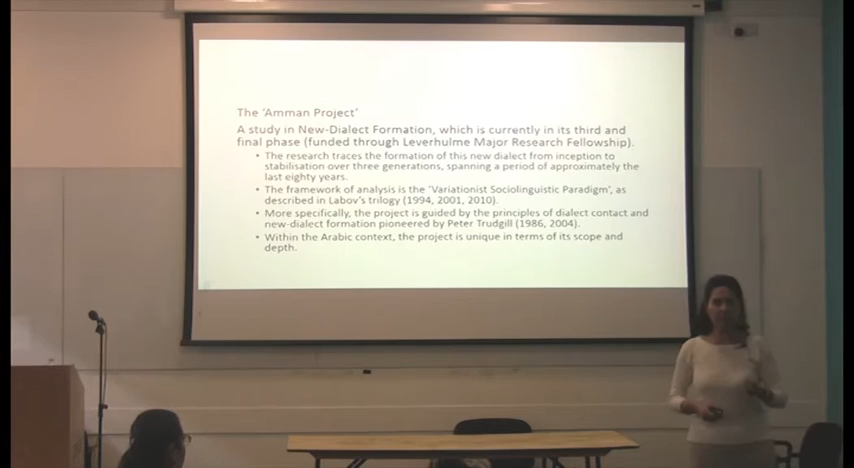 The 'Amman Project'
A study in New-Dialect Formation, which is currently in its third and
final phase (funded through Leverhulme Major Research Fellowship).
• The research traces the formation of this new dialect from inception to
stabilisation over three generations, spanning a period of approximately the
last eighty years.
• The framework of analysis is the 'Variationist Sociolinguistic Paradigm', as
described in Labov's trilogy (1994, 2001, 2010).
• More specifically, the project is guided by the principles of dialect contact and
new-dialect formation pioneered by Peter Trudgill (1986, 2004).
• Within the Arabic context, the project is unique in terms of its scope and
depth.